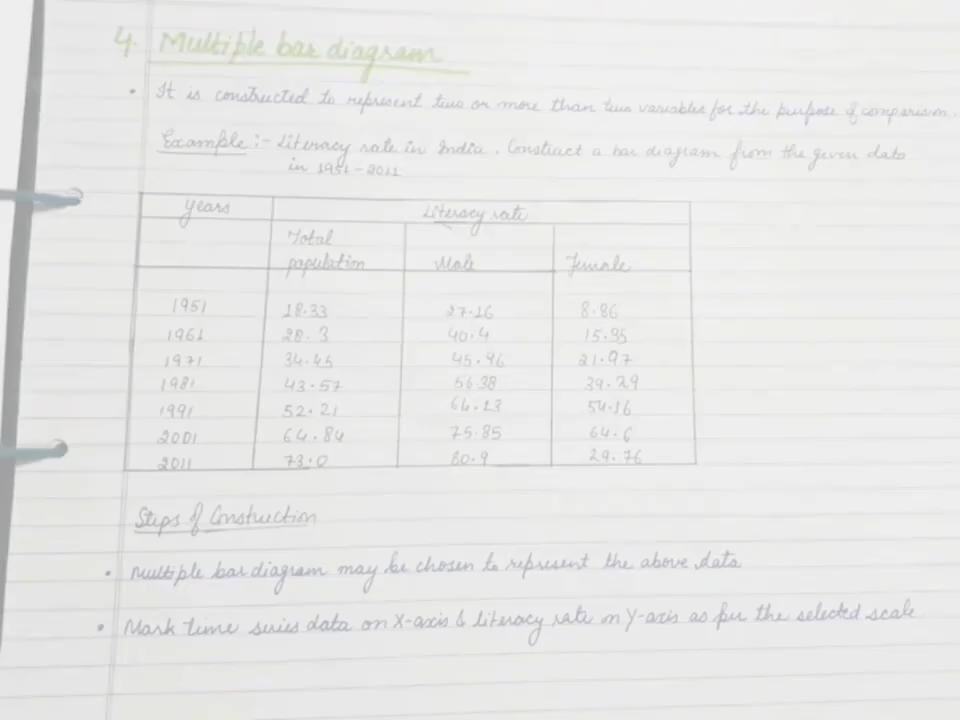 4. Multiple bar diagram
• It is constructed to represent two or more than two variables for the purpose of comparison.
Example :- Literacy rate in India. Construct a bar diagram from the given data
in 1951-2011
Years Literacy rate
Total population Male Female
1951 18.33 27.16 8.86
1961 28.3 40.4 15.35
1971 34.45 45.96 21.97
1981 43.57 56.38 39.29
1991 52.21 64.13 54.16
2001 64.84 75.85 64.6
2011 73.0 80.9 29.76
Steps of Construction
• Multiple bar diagram may be chosen to represent the above data
• Mark time series data on X-axis & literacy rate on Y-axis as per the selected scale